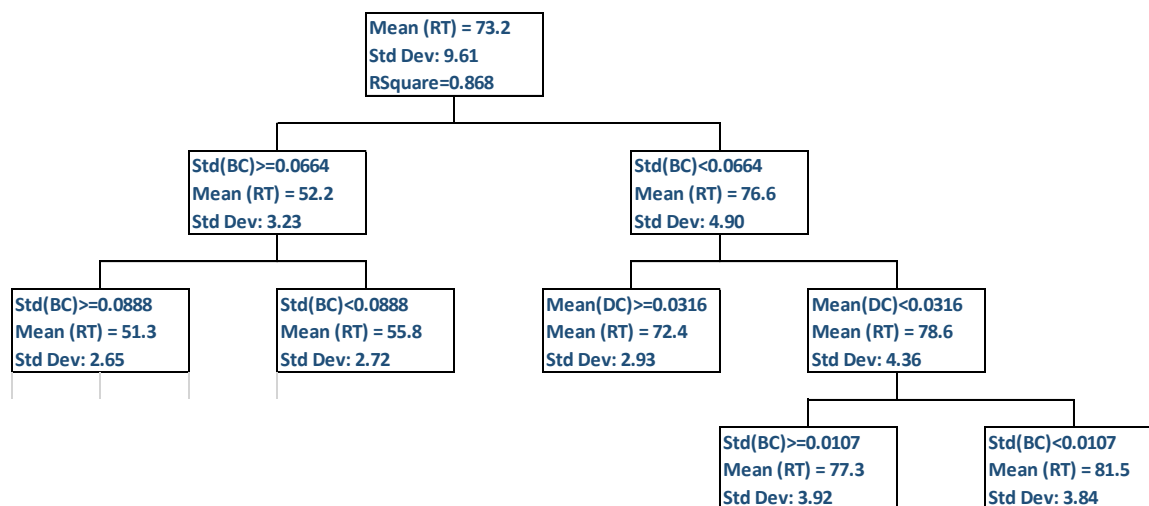 Mean (RT) = 73.2
Std Dev: 9.61
RSquare=0.868
Std(BC)>=0.0664
Mean (RT) = 52.2
Std Dev: 3.23
Std(BC)<0.0664
Mean (RT) = 76.6
Std Dev: 4.90
Std(BC)>=0.0888
Mean (RT) = 51.3
Std Dev: 2.65
Std(BC)<0.0888
Mean (RT) = 55.8
Std Dev: 2.72
Mean(DC)>=0.0316
Mean (RT) = 72.4
Std Dev: 2.93
Mean(DC)<0.0316
Mean (RT) = 78.6
Std Dev: 4.36
Std(BC)>=0.0107
Mean (RT) = 77.3
Std Dev: 3.92
Std(BC)<0.0107
Mean (RT) = 81.5
Std Dev: 3.84